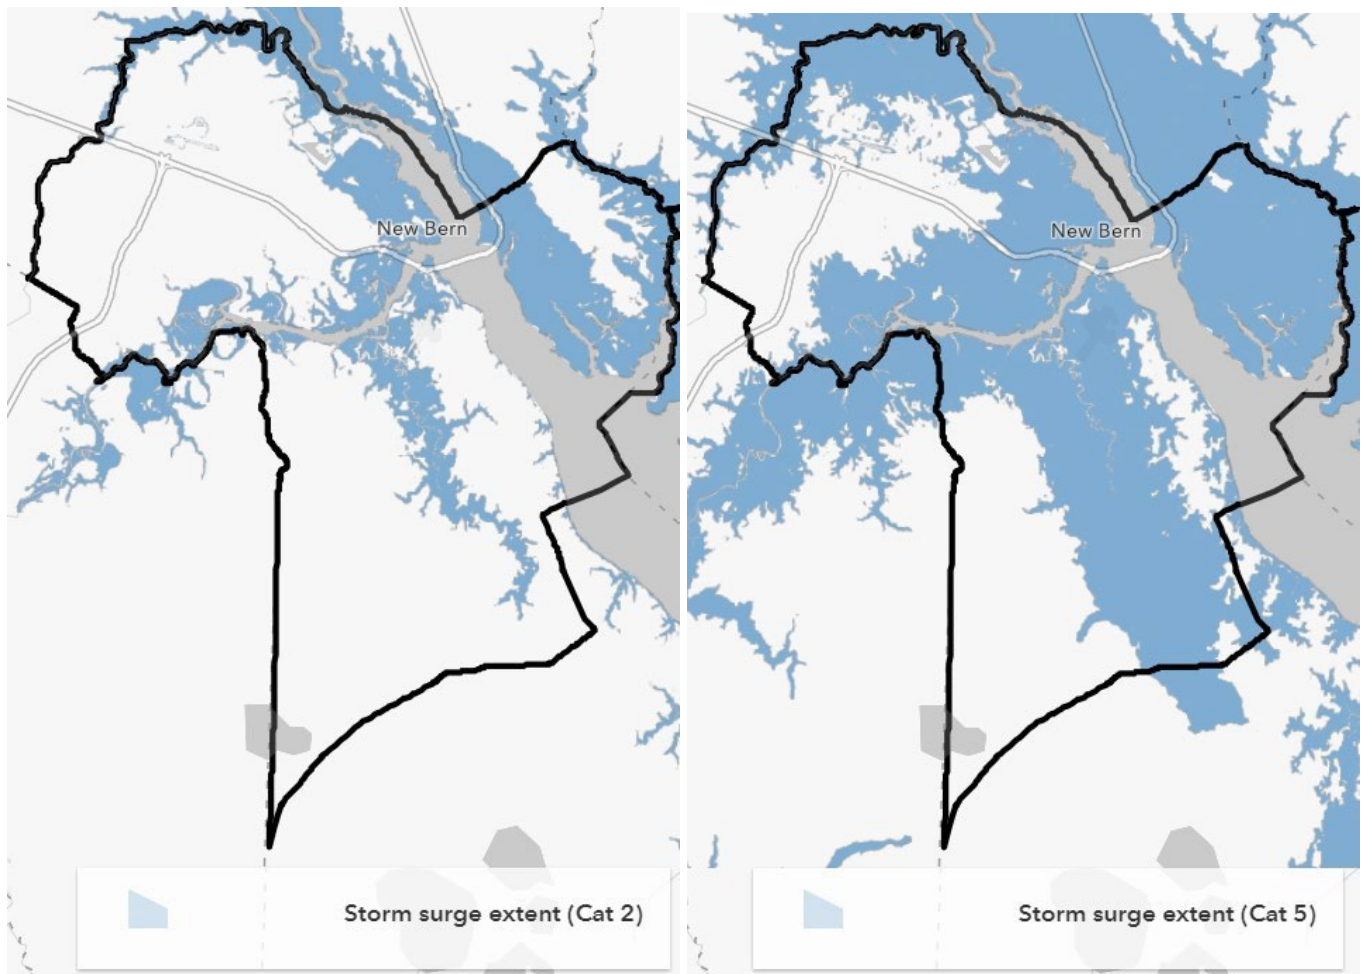 New Bern
Storm surge extent (Cat 2)
New Bern
Storm surge extent (Cat 5)